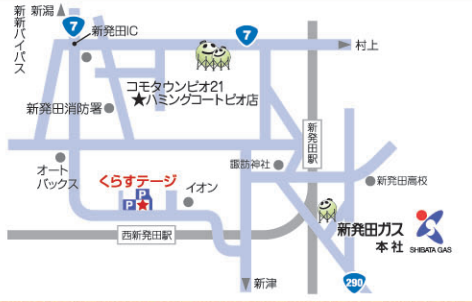 新潟
新新バイパス
7
新発田IC
7
村上
コモタウンピオ21
★ハミングコートピオ店
新発田消防署
新発田駅
オート
バックス
くらすテージ
P
P
イオン
諏訪神社
新発田高校
西新発田駅
新発田ガス
本社
SHIBATA GAS
新津
290